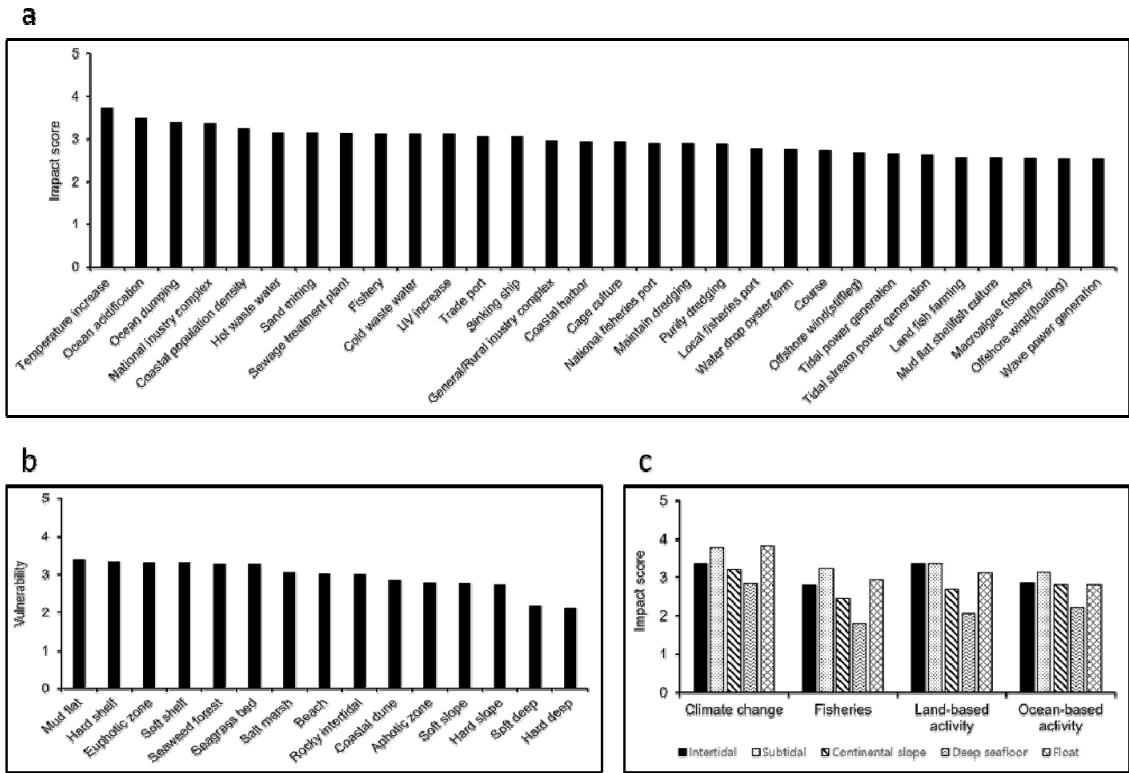 a
5
4
3
2
1
0
Impact score
Temperature increase
Ocean acidification
Ocean dumping
National industry complex
Coastal population density
Hot waste water
Sand mining
Sewage treatment plant
Fishery
Cold waste water
UV increase
Trade port
Sinking ship
General/Rural industry complex
Coastal harbor
Cage culture
National fisheries port
Maintain dredging
Purify dredging
Local fisheries port
Water drop oyster farm
Course
Offshore wind(stiffleg)
Tidal power generation
Tidal stream power generation
Land fish farming
Mud flat shellfish culture
Macroalgae fishery
Offshore wind(floating)
Wave power generation
b
5
4
3
2
1
0
Vulnerability
Mud flat
Hard shelf
Euphotic zone
Soft shelf
Seaweed forest
Seagrass bed
Salt marsh
Beach
Rocky intertidal
Coastal dune
Aphotic zone
Soft slope
Hard slope
Soft deep
Hard deep
c
5
4
3
2
1
0
Impact score
Climate change Fisheries Land-based Ocean-based
activity activity
Intertidal Subtidal Continental slope Deep seafloor Float